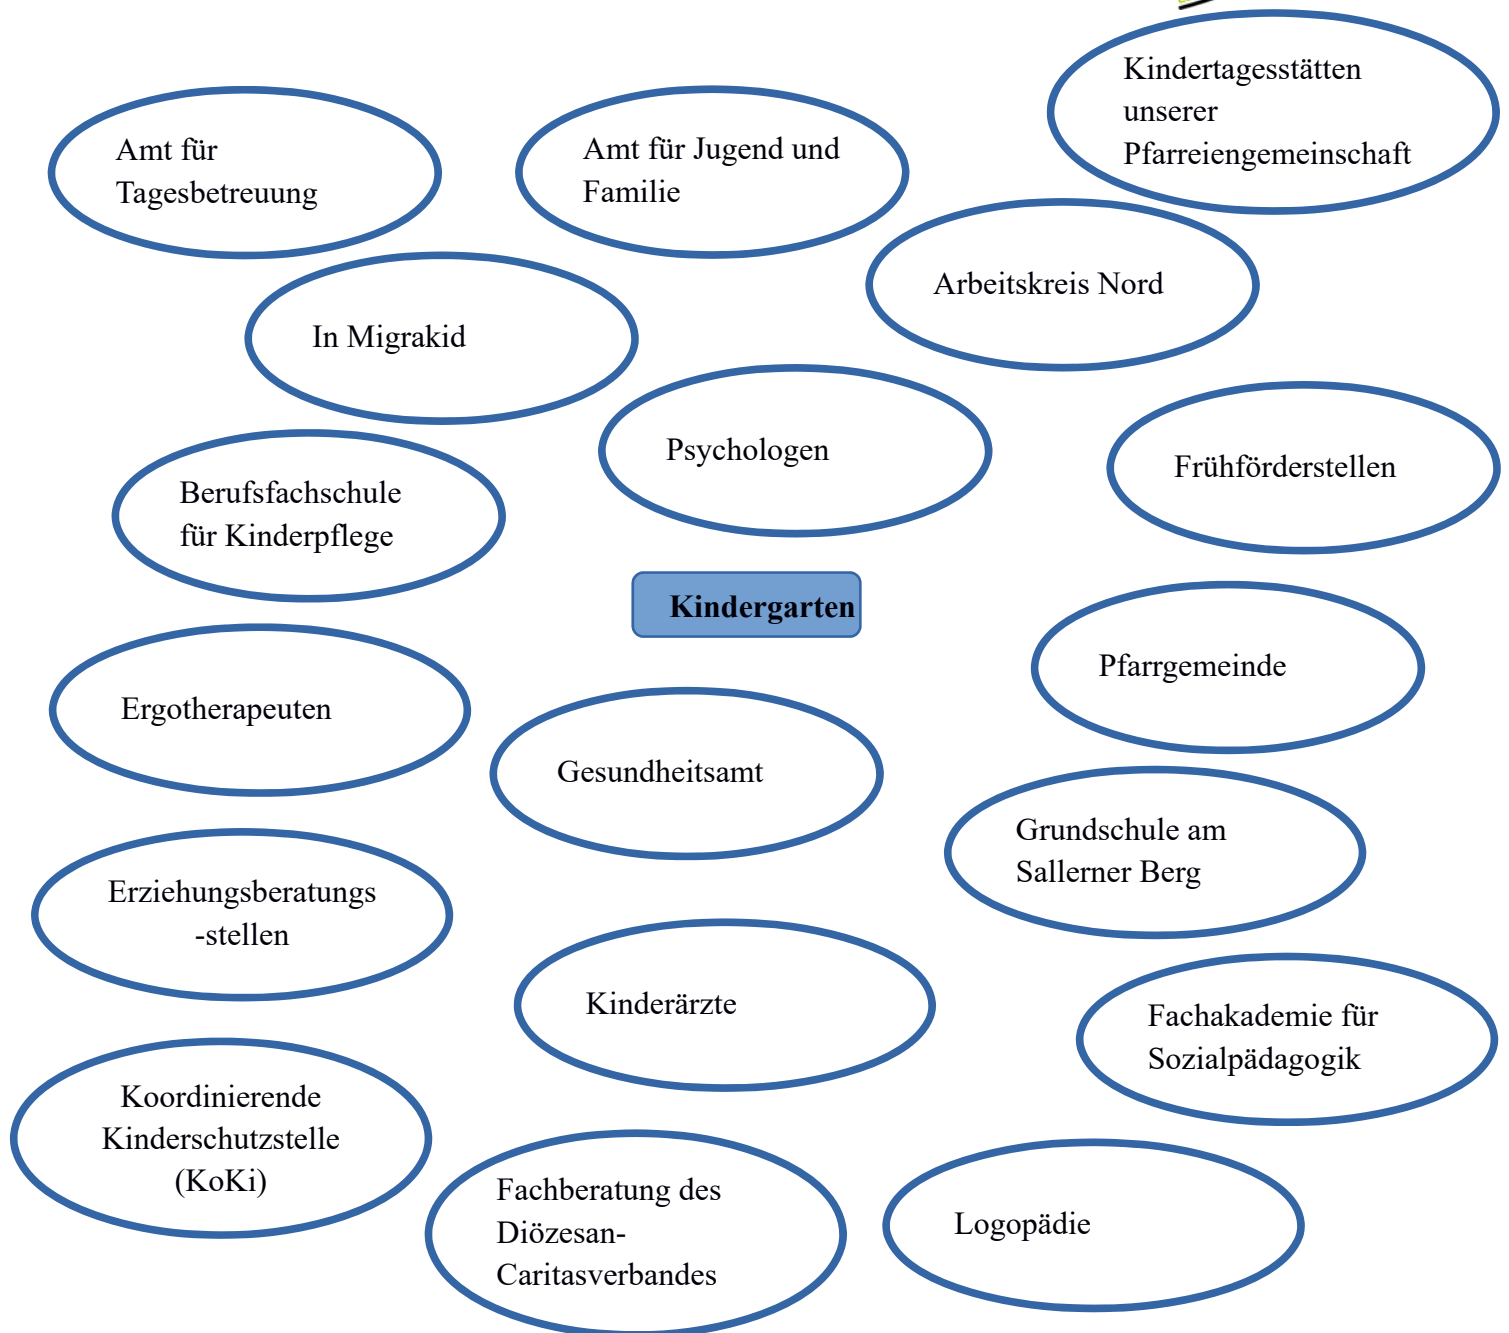 Kindertagesstätten
unserer
Pfarreiengemeinschaft
Amt für
Tagesbetreuung
Amt für Jugend und
Familie
Arbeitskreis Nord
In Migrakid
Psychologen
Frühförderstellen
Berufsfachschule
für Kinderpflege
Kindergarten
Pfarrgemeinde
Ergotherapeuten
Gesundheitsamt
Grundschule am
Sallerner Berg
Erziehungsberatungs
-stellen
Kinderärzte
Fachakademie für
Sozialpädagogik
Koordinierende
Kinderschutzstelle
(KoKi)
Fachberatung des
Diözesan-
Caritasverbandes
Logopädie